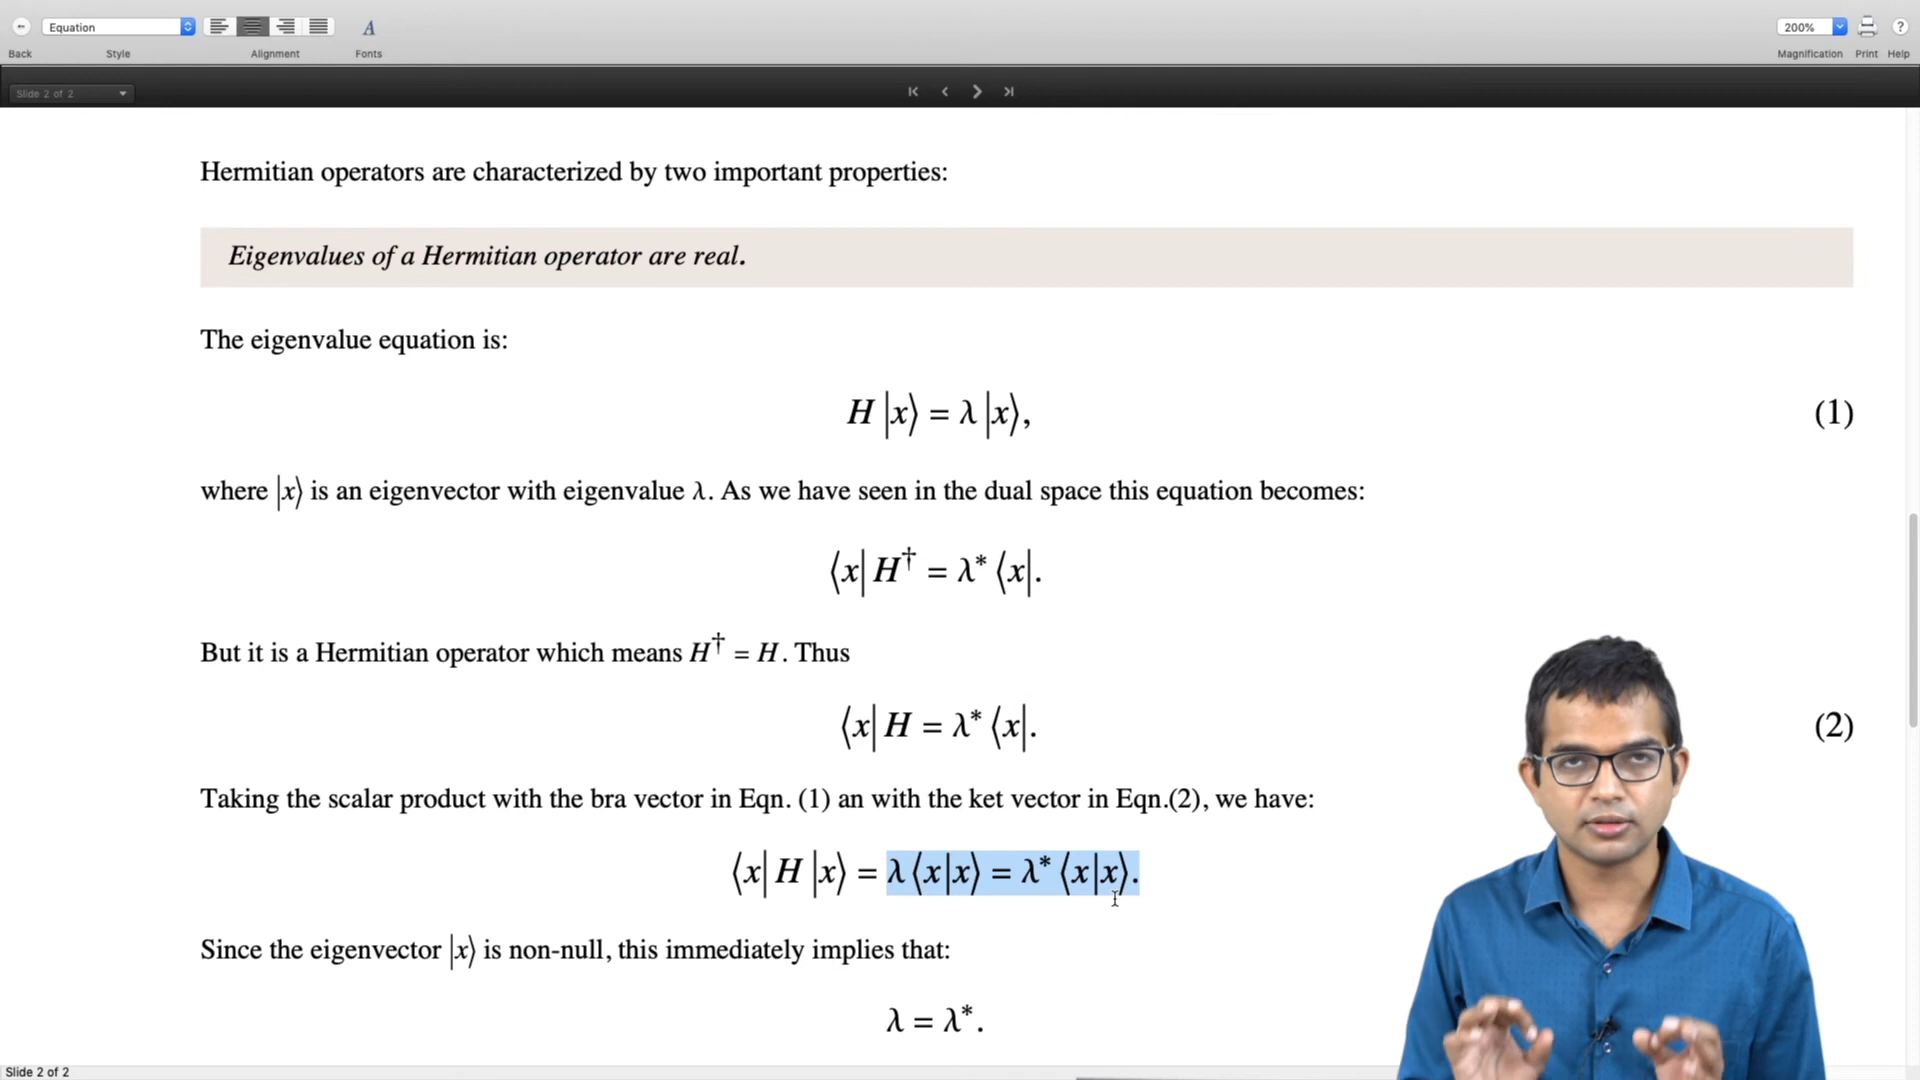 Equation
200%
Back
Style
Alignment
Fonts
Magnification
Print
Help
Slide 2 of 2
Hermitian operators are characterized by two important properties:
Eigenvalues of a Hermitian operator are real.
The eigenvalue equation is:
H |x⟩ = λ |x⟩, (1)
where |x⟩ is an eigenvector with eigenvalue λ. As we have seen in the dual space this equation becomes:
⟨x| H† = λ* ⟨x|.
But it is a Hermitian operator which means H† = H. Thus
⟨x| H = λ* ⟨x|. (2)
Taking the scalar product with the bra vector in Eqn. (1) an with the ket vector in Eqn.(2), we have:
⟨x| H |x⟩ = λ ⟨x|x⟩ = λ* ⟨x|x⟩.
Since the eigenvector |x⟩ is non-null, this immediately implies that:
λ = λ*.
Slide 2 of 2